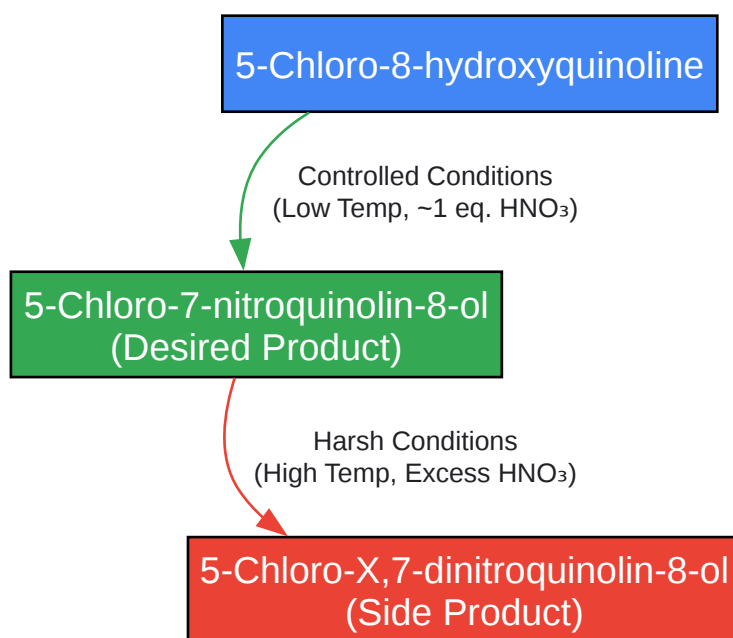 5-Chloro-8-hydroxyquinoline
Controlled Conditions
(Low Temp, ~1 eq. HNO₃)
5-Chloro-7-nitroquinolin-8-ol
(Desired Product)
Harsh Conditions
(High Temp, Excess HNO₃)
5-Chloro-X,7-dinitroquinolin-8-ol
(Side Product)